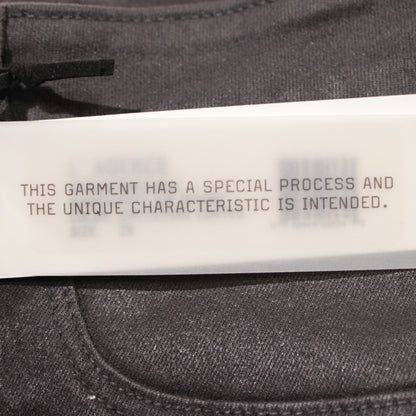 THIS GARMENT HAS A SPECIAL PROCESS AND
THE UNIQUE CHARACTERISTIC IS INTENDED.